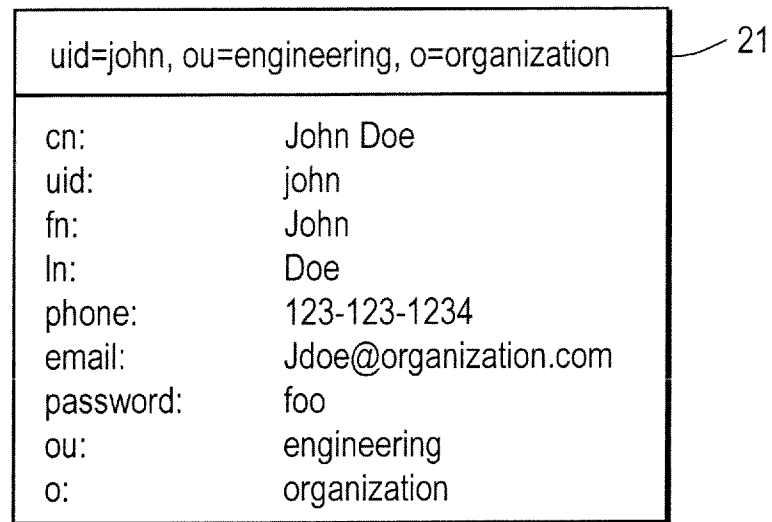 uid=john, ou=engineering, o=organization
21
cn: John Doe
uid: john
fn: John
ln: Doe
phone: 123-123-1234
email: Jdoe@organization.com
password: foo
ou: engineering
o: organization